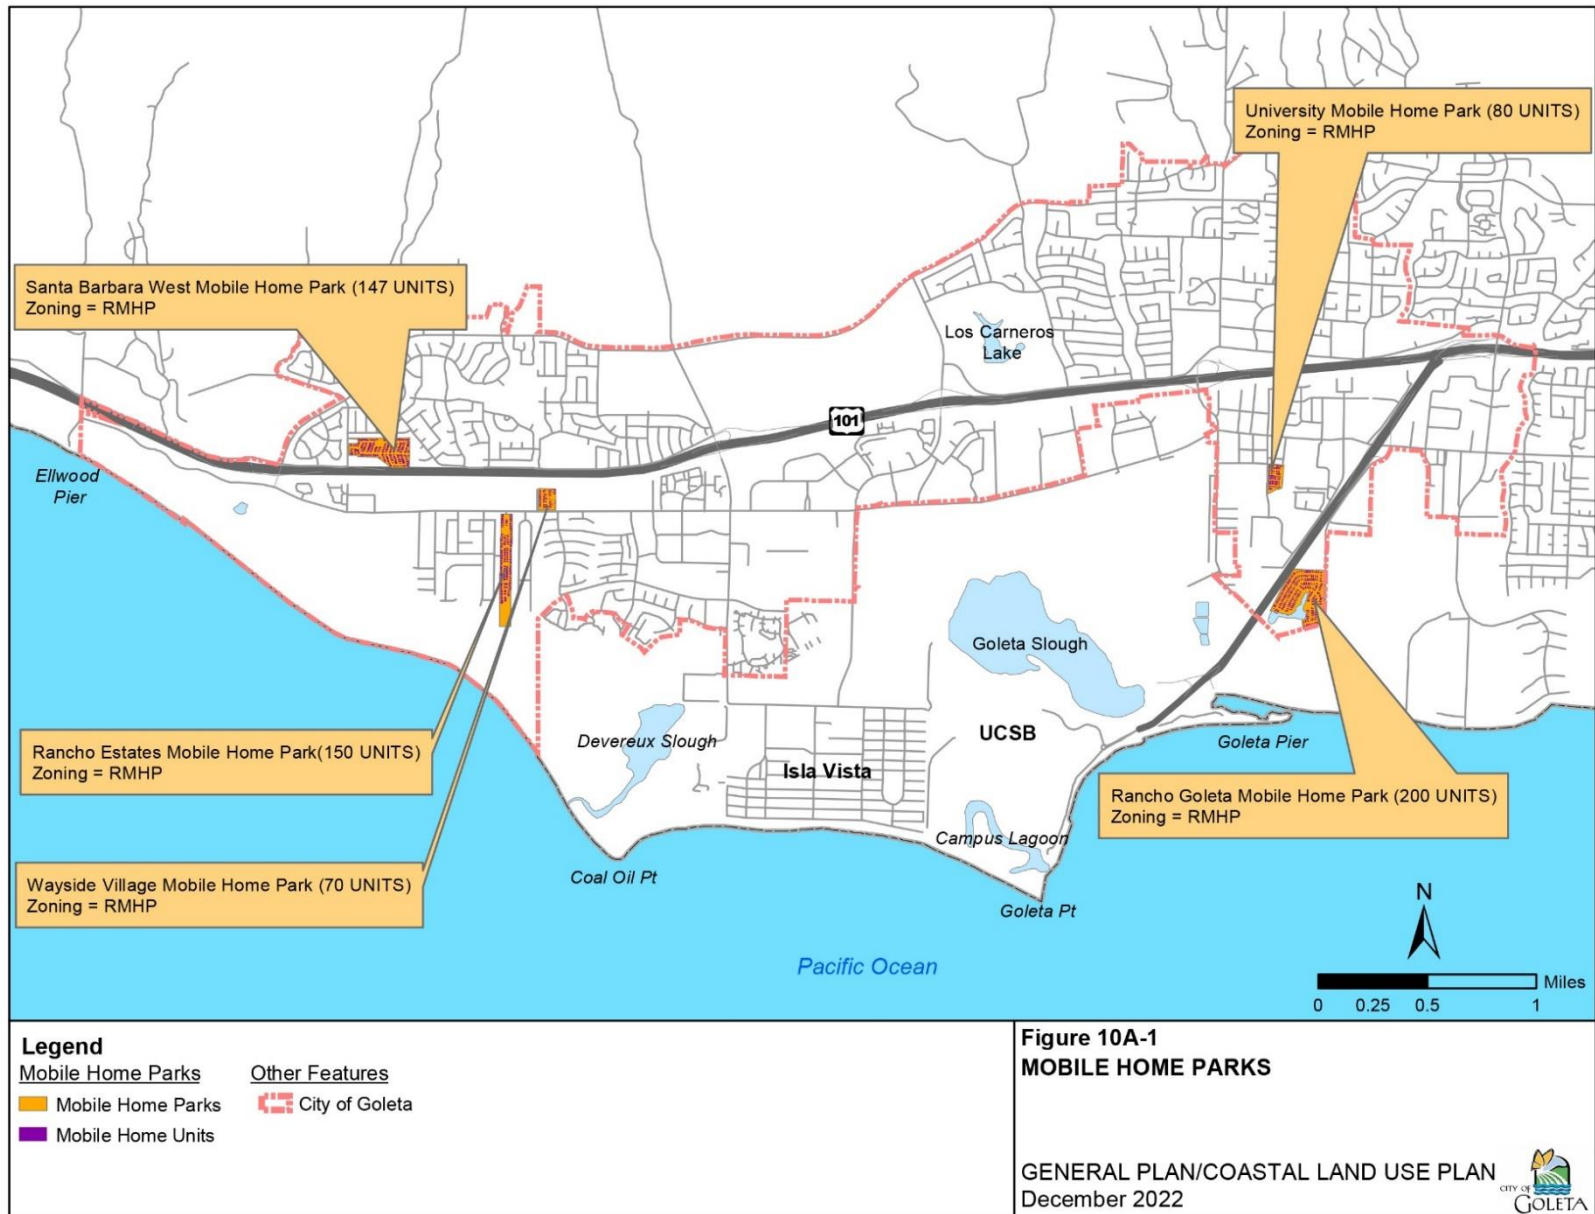 University Mobile Home Park (80 UNITS)
Zoning = RMHP
Santa Barbara West Mobile Home Park (147 UNITS)
Zoning = RMHP
Los Carneros
Lake
101
Ellwood
Pier
Goleta Slough
Rancho Estates Mobile Home Park(150 UNITS)
Zoning = RMHP
Devereux Slough
UCSB
Goleta Pier
Isla Vista
Rancho Goleta Mobile Home Park (200 UNITS)
Zoning = RMHP
Campus Lagoon
Wayside Village Mobile Home Park (70 UNITS)
Zoning = RMHP
Coal Oil Pt
Goleta Pt
N
Pacific Ocean
Miles
0 0.25 0.5 1
Legend
Mobile Home Parks
Mobile Home Parks
Mobile Home Units
Other Features
City of Goleta
Figure 10A-1
MOBILE HOME PARKS
GENERAL PLAN/COASTAL LAND USE PLAN
December 2022
CITY OF
GOLETA